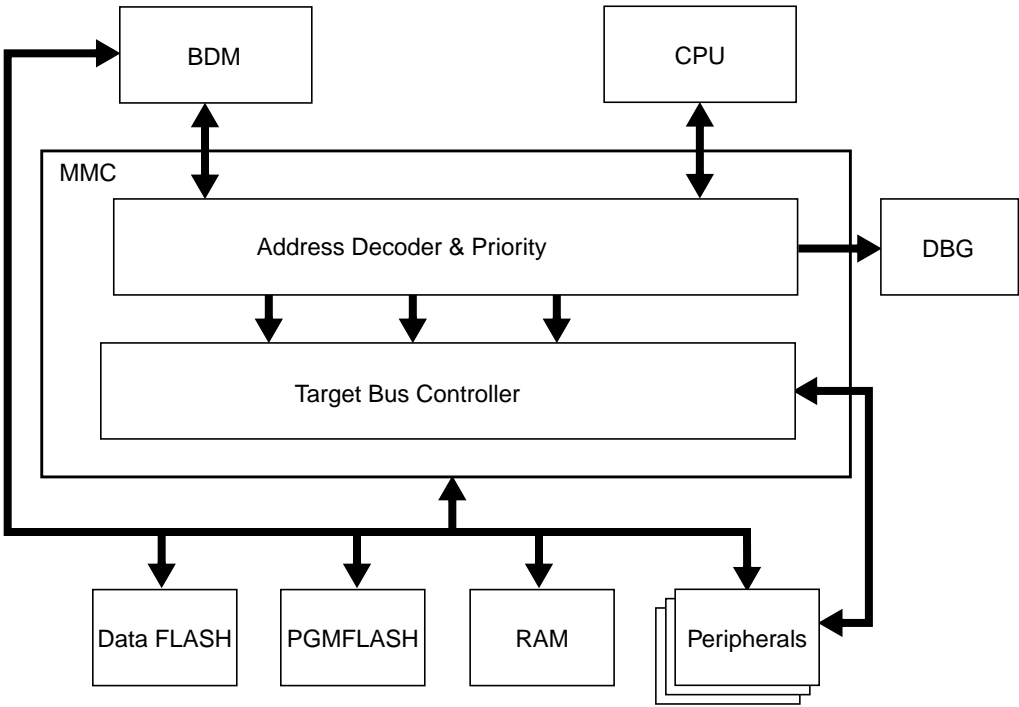 BDM
CPU
MMC
Address Decoder & Priority
DBG
Target Bus Controller
Data FLASH
PGMFLASH
RAM
Peripherals